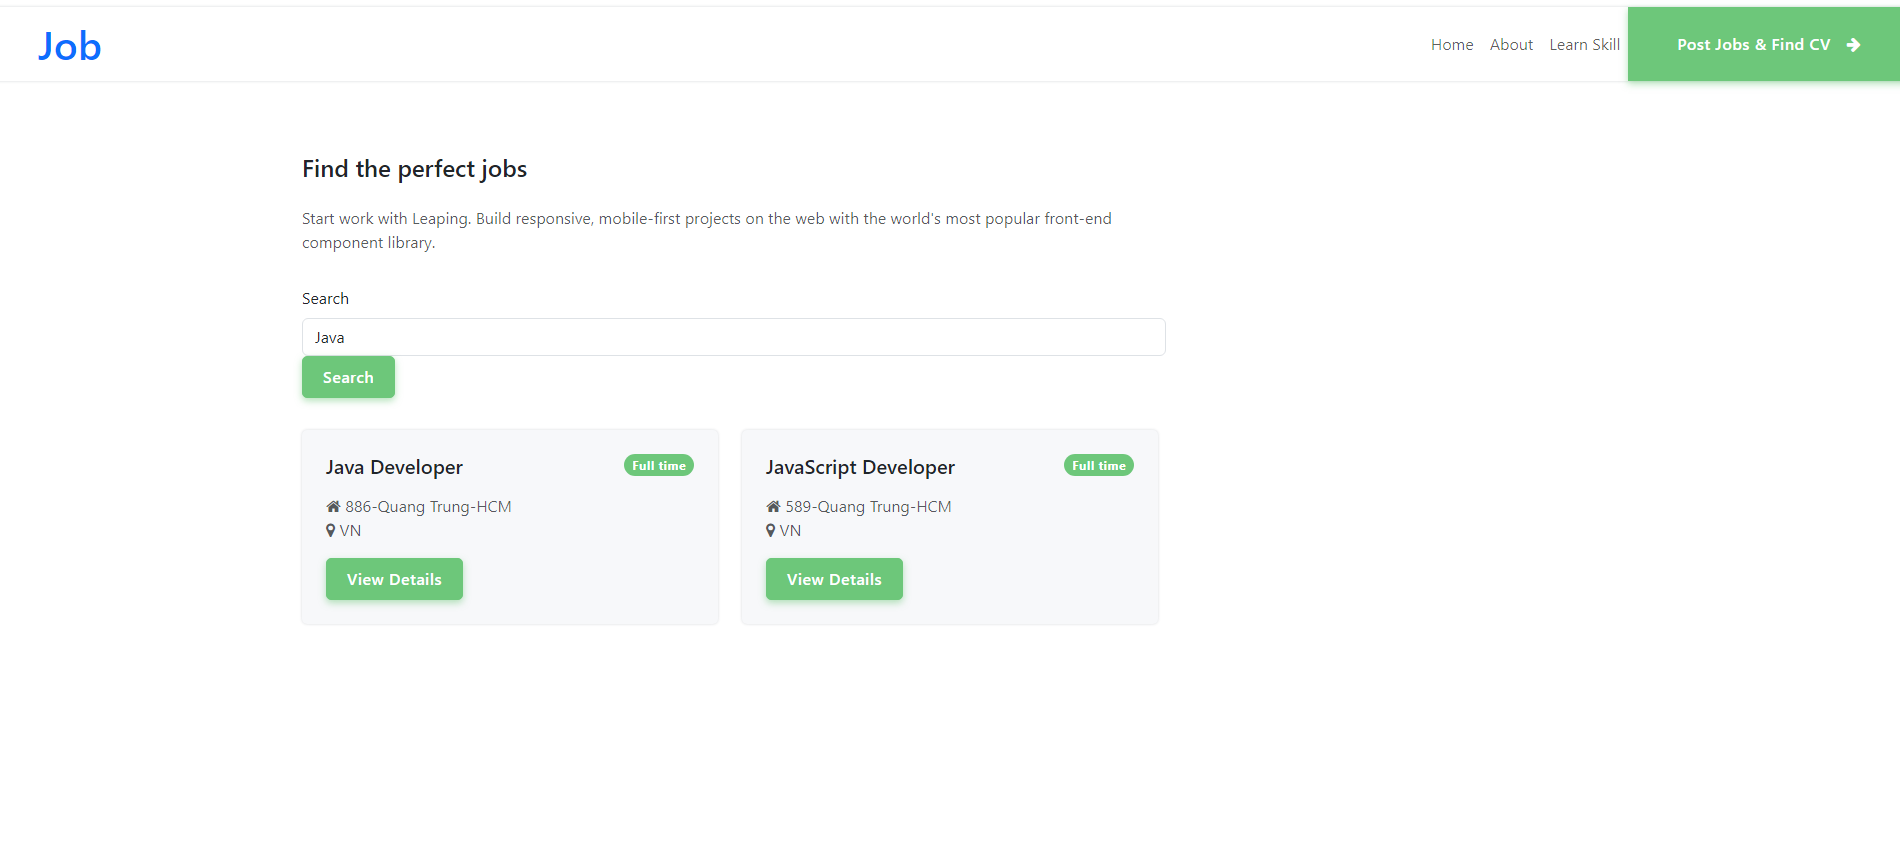 Job
Home About Learn Skill Post Jobs & Find CV
Find the perfect jobs
Start work with Leaping. Build responsive, mobile-first projects on the web with the world's most popular front-end
component library.
Search
Java
Search
Java Developer Full time
886-Quang Trung-HCM
VN
View Details
JavaScript Developer Full time
589-Quang Trung-HCM
VN
View Details